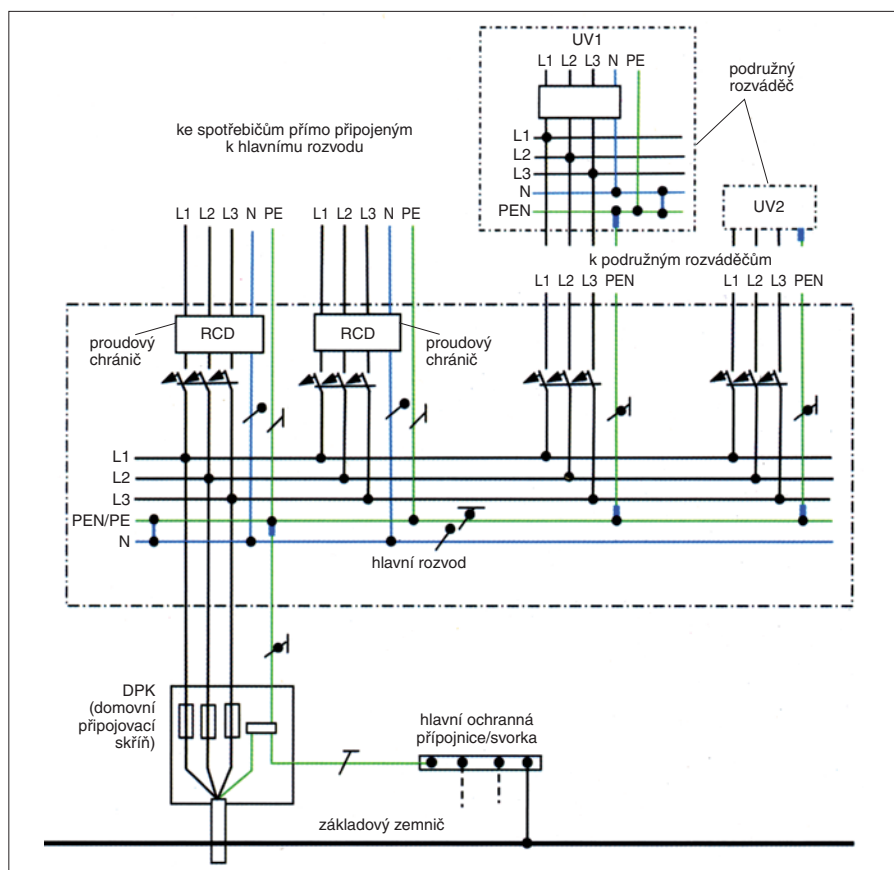 UV1
L1 L2 L3 N PE
podružný
rozváděč
ke spotřebičům přímo připojeným
k hlavnímu rozvodu
L1
L2
L3
N
PEN
UV2
L1 L2 L3 N PE
L1 L2 L3 N PE
k podružným rozváděčům
L1 L2 L3 PEN
L1 L2 L3 PEN
proudový
chránič
RCD
RCD
proudový
chránič
L1
L2
L3
PEN/PE
N
hlavní rozvod
DPK
(domovní
připojovací
skříň)
hlavní ochranná
přípojnice/svorka
základový zemnič